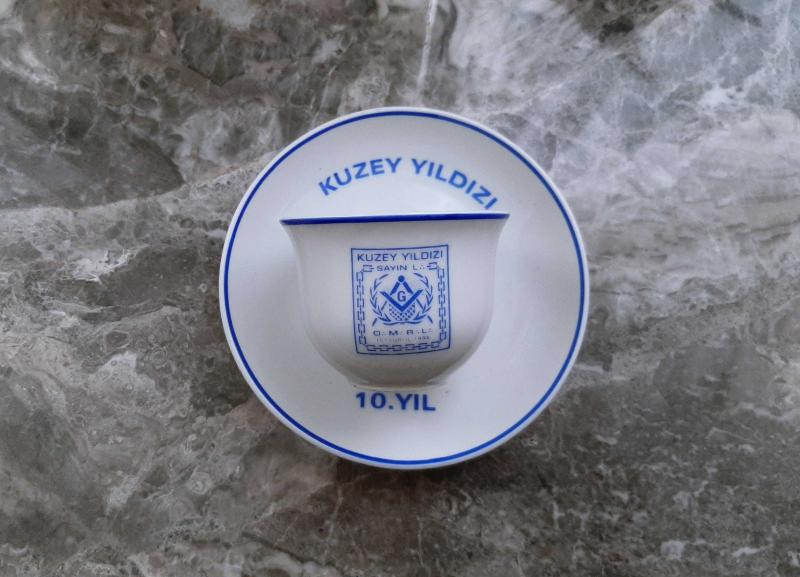 KUZEY YILDIZI
KUZEY YILDIZI
SAYIN L∴
G
O∴M∴R∴L∴
10.YIL